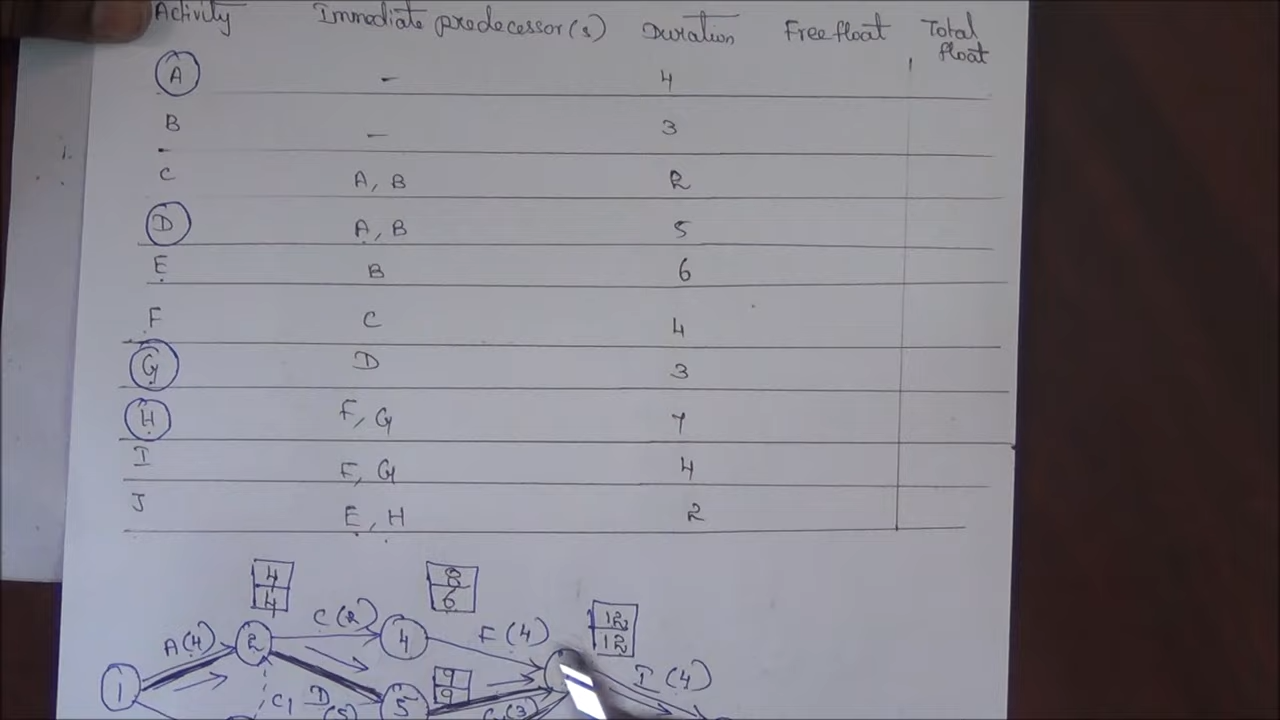 Activity Immediate predecessor(s) Duration Free float Total float
A - 4
B - 3
C A, B 2
D A, B 5
E B 6
F C 4
G D 3
H F, G 7
I F, G 4
J E, H 2
4 8
4 6 12
C(2) 12
A(4) 2 4 F(4)
1 D 9 I(4)
9
(5) 5 G(3)